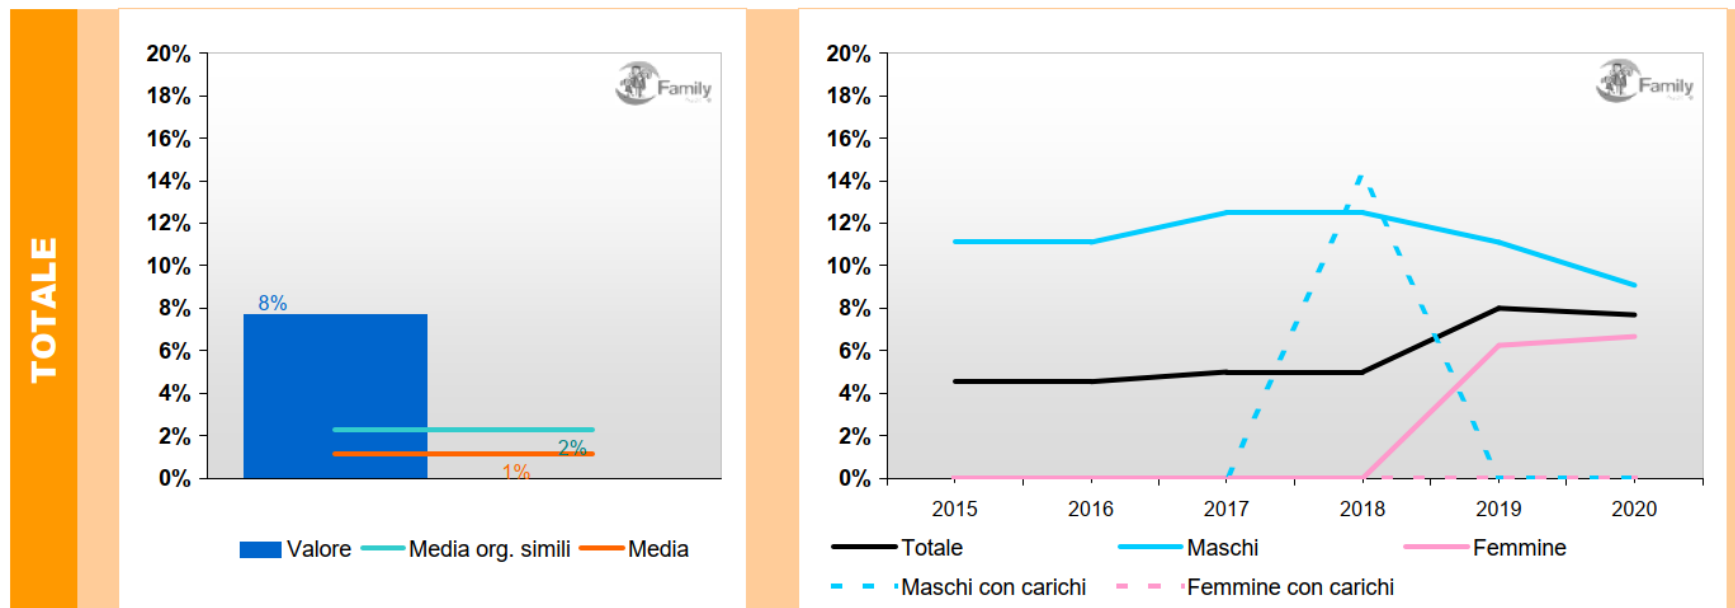 TOTALE
20%
18%
16%
14%
12%
10%
8%
6%
4%
2%
0%
Family
8%
2%
1%
Valore
Media org. simili
Media
20%
18%
16%
14%
12%
10%
8%
6%
4%
2%
0%
Family
2015 2016 2017 2018 2019 2020
Totale Maschi Femmine
Maschi con carichi Femmine con carichi